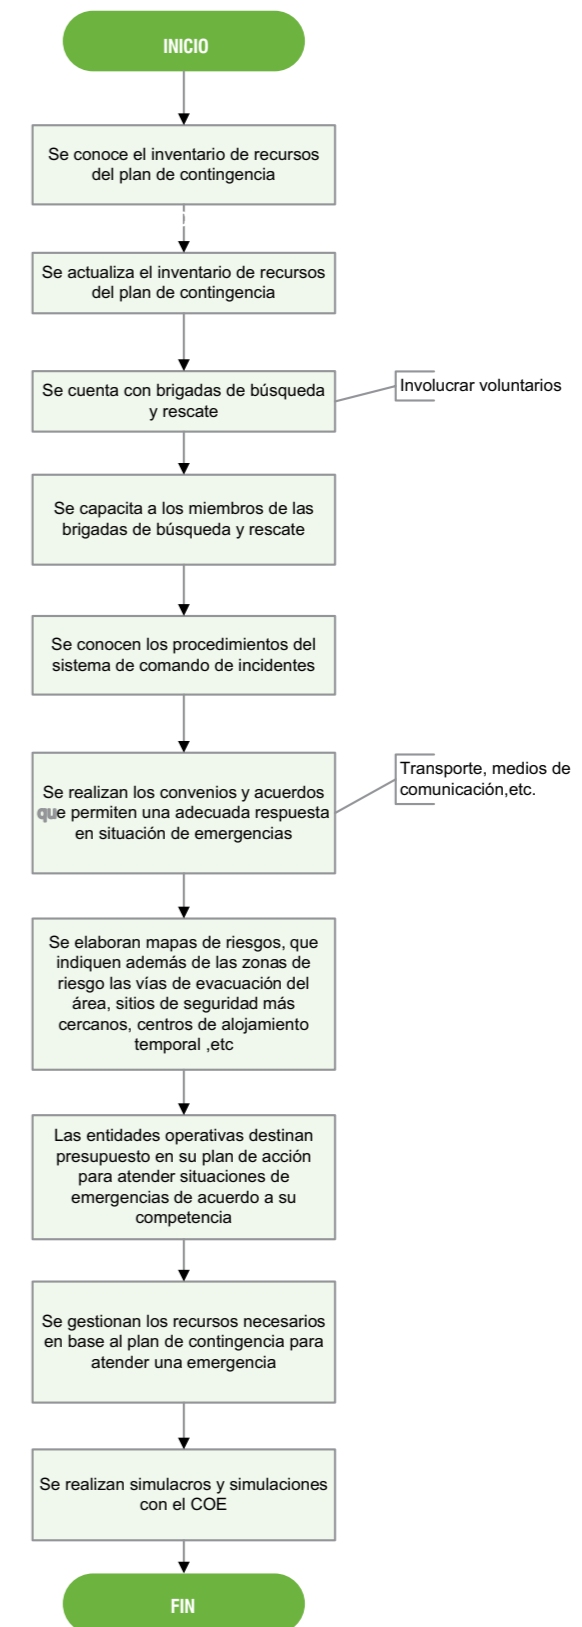 INICIO
Se conoce el inventario de recursos
del plan de contingencia
Se actualiza el inventario de recursos
del plan de contingencia
Se cuenta con brigadas de búsqueda
y rescate
Involucrar voluntarios
Se capacita a los miembros de las
brigadas de búsqueda y rescate
Se conocen los procedimientos del
sistema de comando de incidentes
Se realizan los convenios y acuerdos
que permiten una adecuada respuesta
en situación de emergencias
Transporte, medios de
comunicación,etc.
Se elaboran mapas de riesgos, que
indiquen además de las zonas de
riesgo las vías de evacuación del
área, sitios de seguridad más
cercanos, centros de alojamiento
temporal ,etc
Las entidades operativas destinan
presupuesto en su plan de acción
para atender situaciones de
emergencias de acuerdo a su
competencia
Se gestionan los recursos necesarios
en base al plan de contingencia para
atender una emergencia
Se realizan simulacros y simulaciones
con el COE
FIN